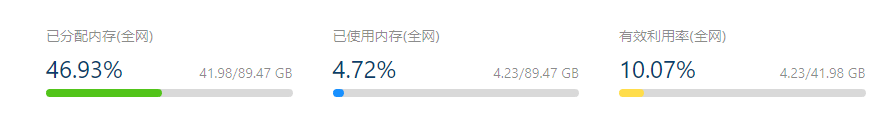 已分配内存(全网)
46.93% 41.98/89.47 GB
已使用内存(全网)
4.72% 4.23/89.47 GB
有效利用率(全网)
10.07% 4.23/41.98 GB